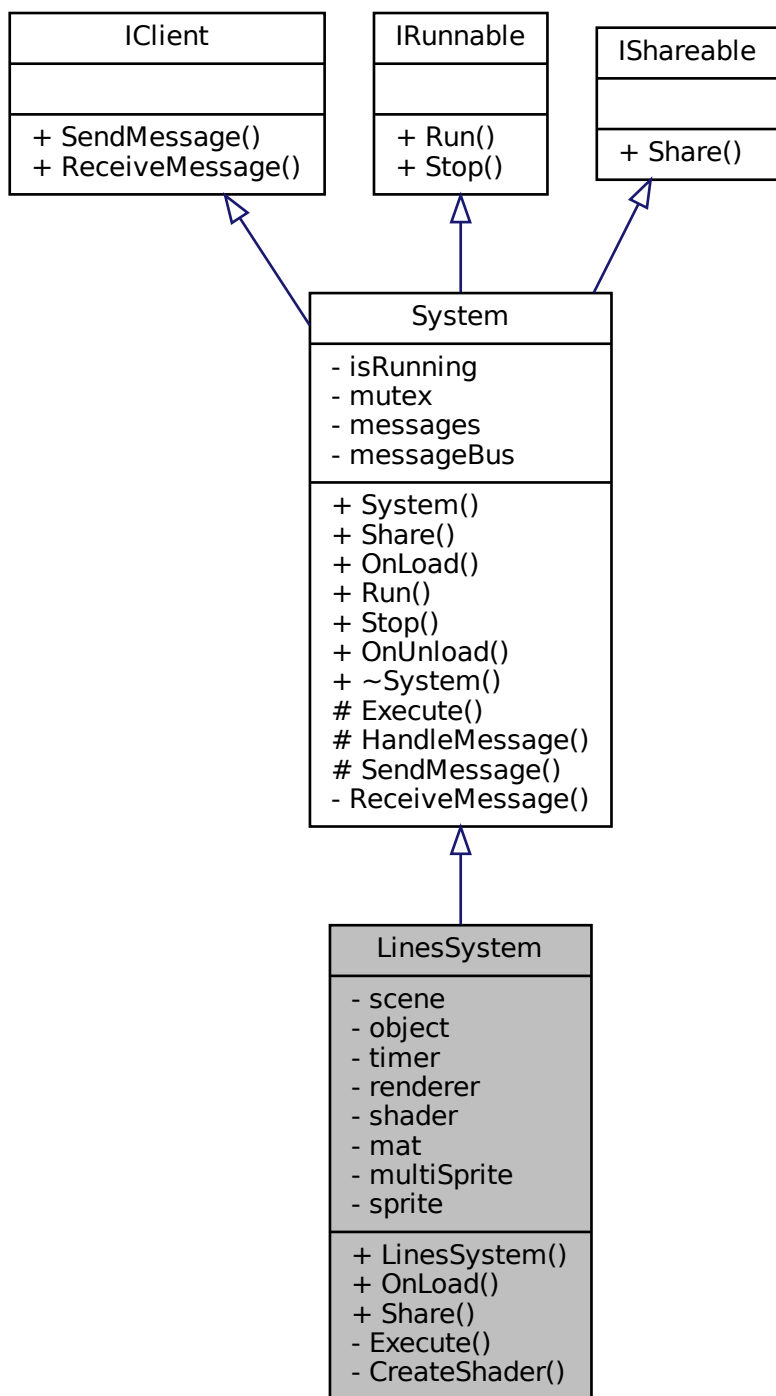 IClient
+ SendMessage()
+ ReceiveMessage()
IRunnable
+ Run()
+ Stop()
IShareable
+ Share()
System
- isRunning
- mutex
- messages
- messageBus
+ System()
+ Share()
+ OnLoad()
+ Run()
+ Stop()
+ OnUnload()
+ ~System()
# Execute()
# HandleMessage()
# SendMessage()
- ReceiveMessage()
LinesSystem
- scene
- object
- timer
- renderer
- shader
- mat
- multiSprite
- sprite
+ LinesSystem()
+ OnLoad()
+ Share()
- Execute()
- CreateShader()